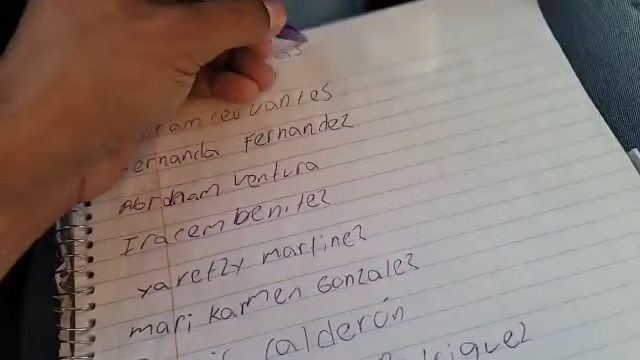 cervantes
Fernandez
Abraham ventura
Iracem benitez
yaretzy martinez
mari karmen Gonzalez
calderón